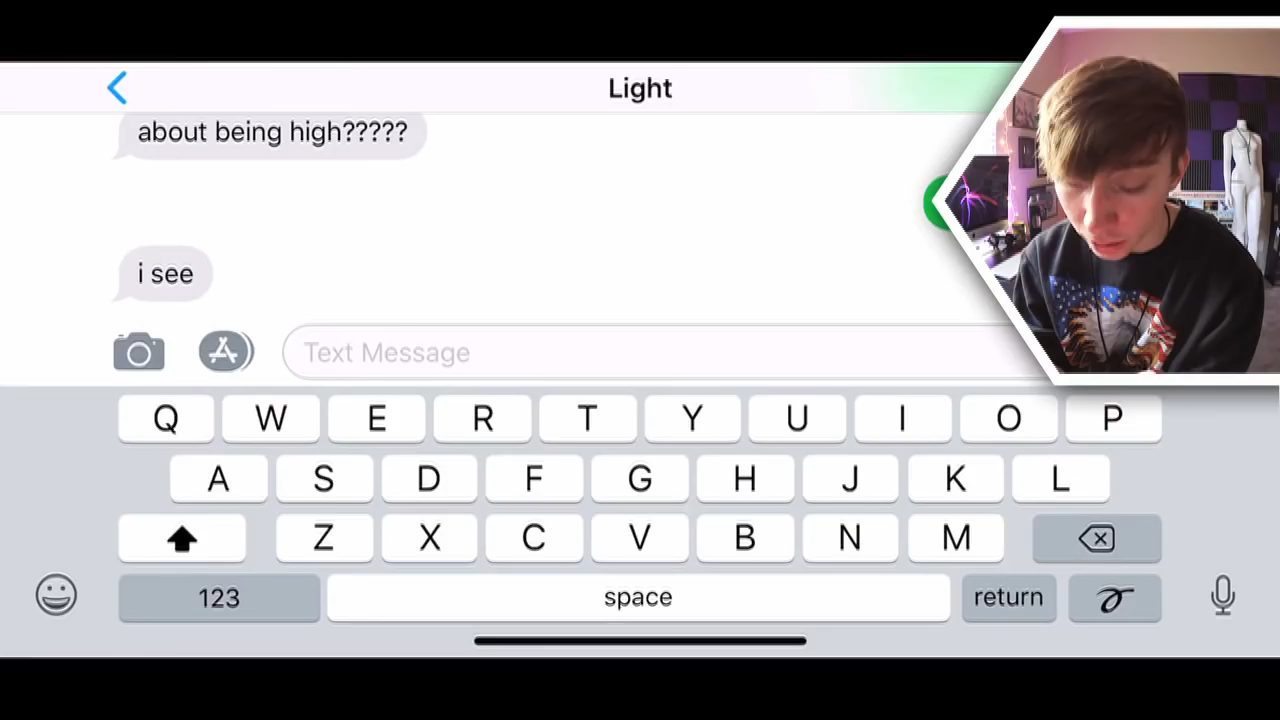 Light
about being high?????
i see
Text Message
Q W E R T Y U I O P
A S D F G H J K L
Z X C V B N M
123 space return